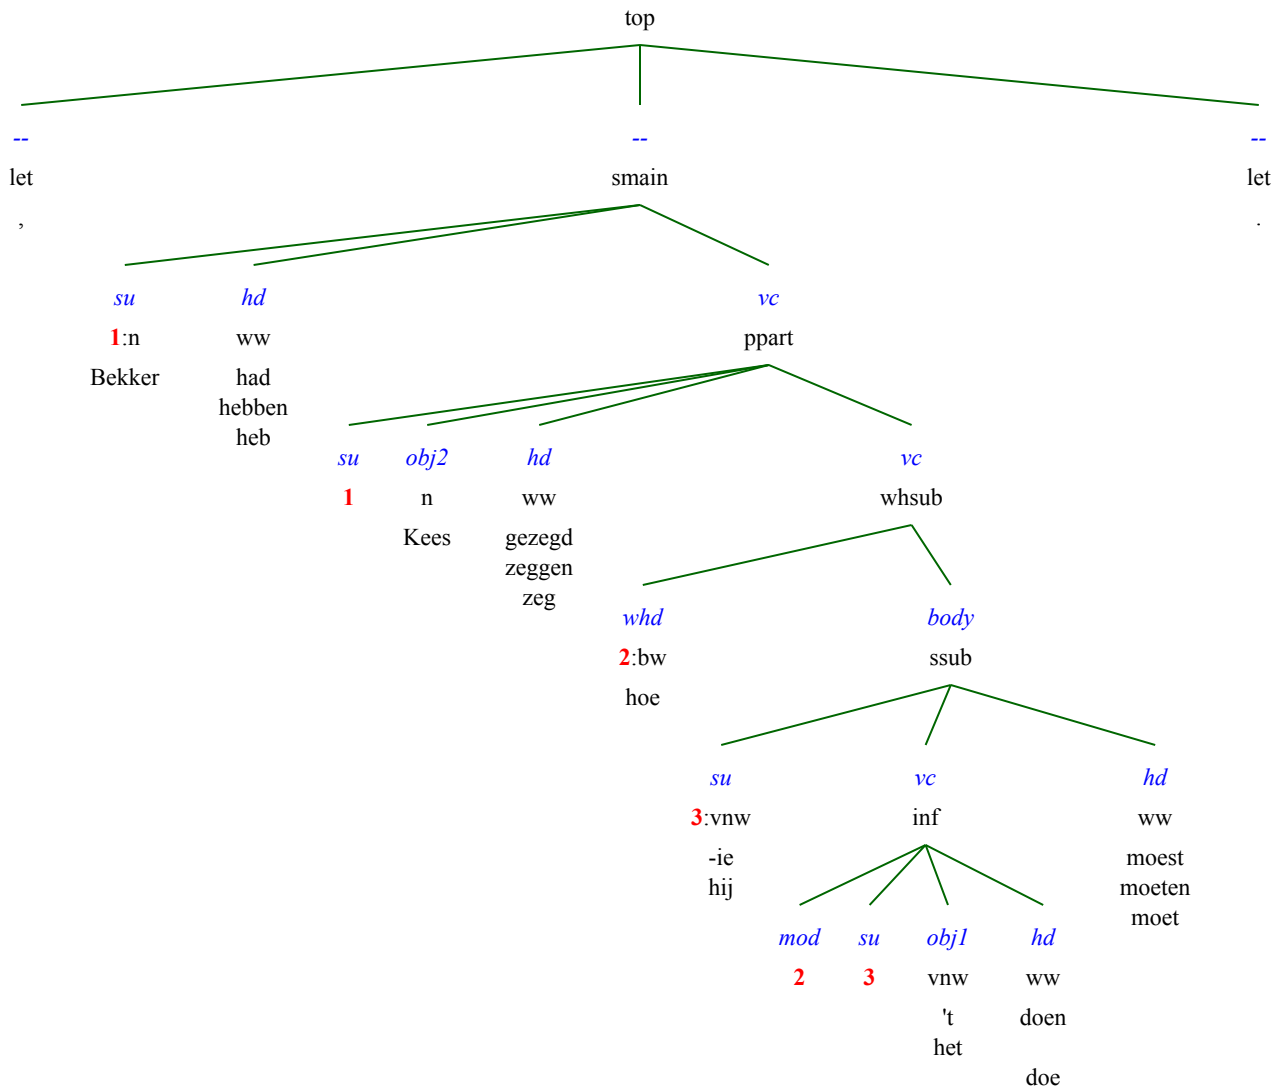 top
-- -- --
let smain let
, .
su hd vc
1:n ww ppart
Bekker had
hebben
heb
su obj2 hd vc
1 n ww whsub
Kees gezegd
zeggen
zeg
whd body
2:bw ssub
hoe
su vc hd
3:vnw inf ww
-ie moest
hij moeten
moet
mod su obj1 hd
2 3 vnw ww
't doen
het
doe